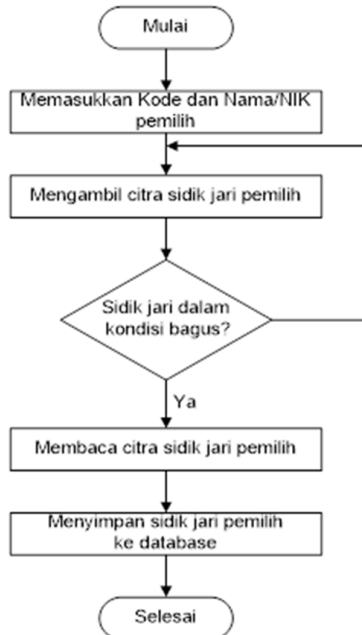 Mulai
Memasukkan Kode dan Nama/NIK
pemilih
Mengambil citra sidik jari pemilih
Sidik jari dalam
kondisi bagus?
Ya
Membaca citra sidik jari pemilih
Menyimpan sidik jari pemilih
ke database
Selesai